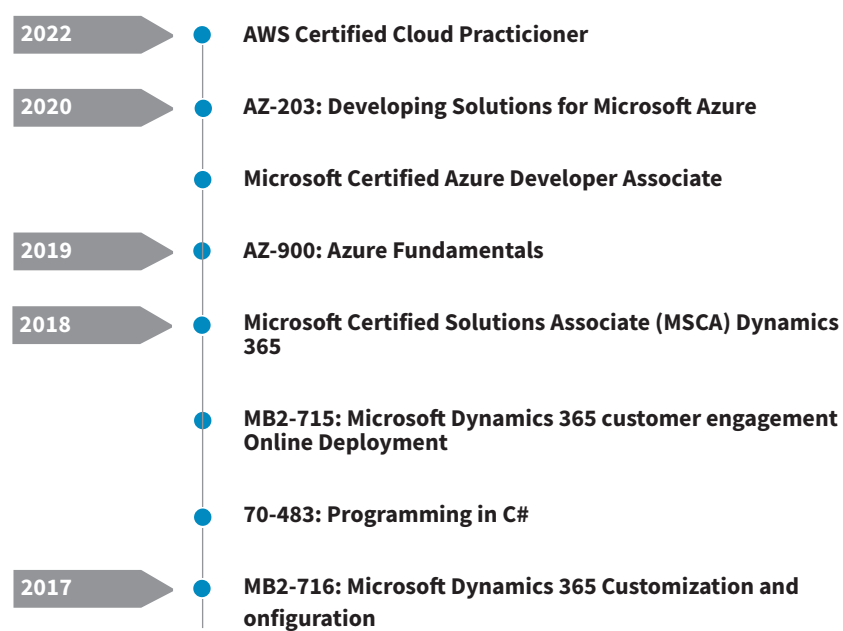 2022
AWS Certified Cloud Practicioner
2020
AZ-203: Developing Solutions for Microsoft Azure
Microsoft Certified Azure Developer Associate
2019
AZ-900: Azure Fundamentals
2018
Microsoft Certified Solutions Associate (MSCA) Dynamics
365
MB2-715: Microsoft Dynamics 365 customer engagement
Online Deployment
70-483: Programming in C#
2017
MB2-716: Microsoft Dynamics 365 Customization and
onfiguration